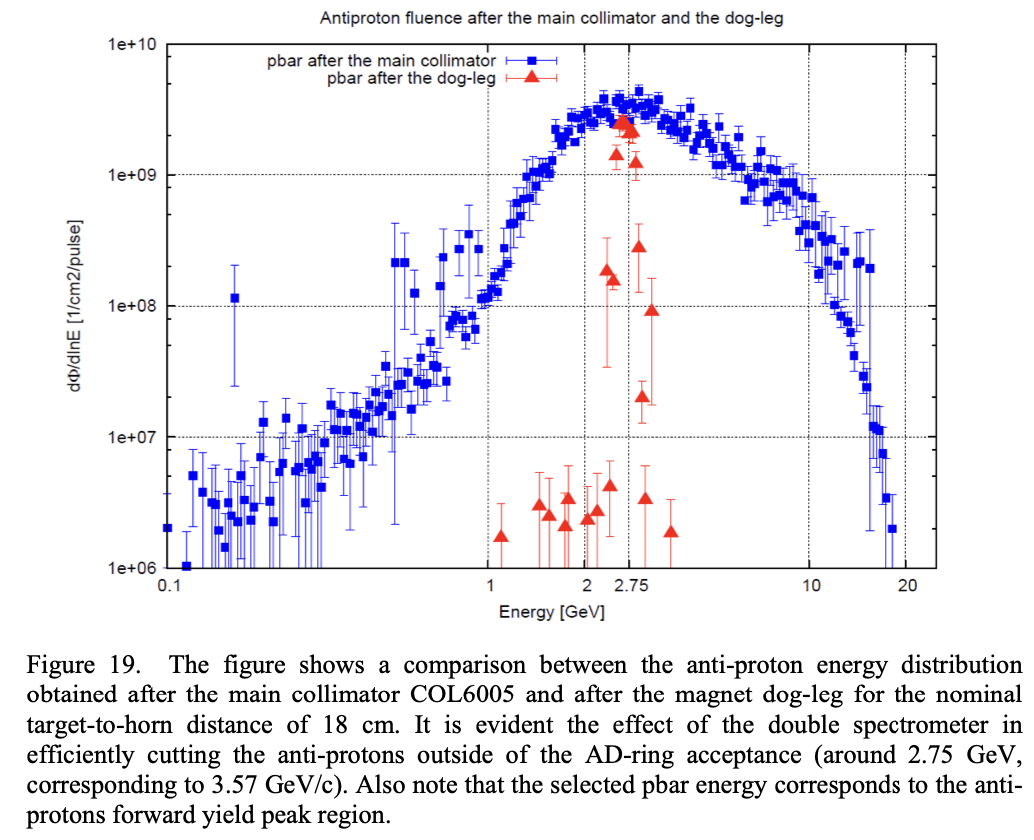 Antiproton fluence after the main collimator and the dog-leg
1e+10
pbar after the main collimator
pbar after the dog-leg
1e+09
dΦ/dlnE [1/cm2/pulse]
1e+08
1e+07
1e+06
0.1 1 2 2.75 10 20
Energy [GeV]
Figure 19. The figure shows a comparison between the anti-proton energy distribution
obtained after the main collimator COL6005 and after the magnet dog-leg for the nominal
target-to-horn distance of 18 cm. It is evident the effect of the double spectrometer in
efficiently cutting the anti-protons outside of the AD-ring acceptance (around 2.75 GeV,
corresponding to 3.57 GeV/c). Also note that the selected pbar energy corresponds to the anti-
protons forward yield peak region.